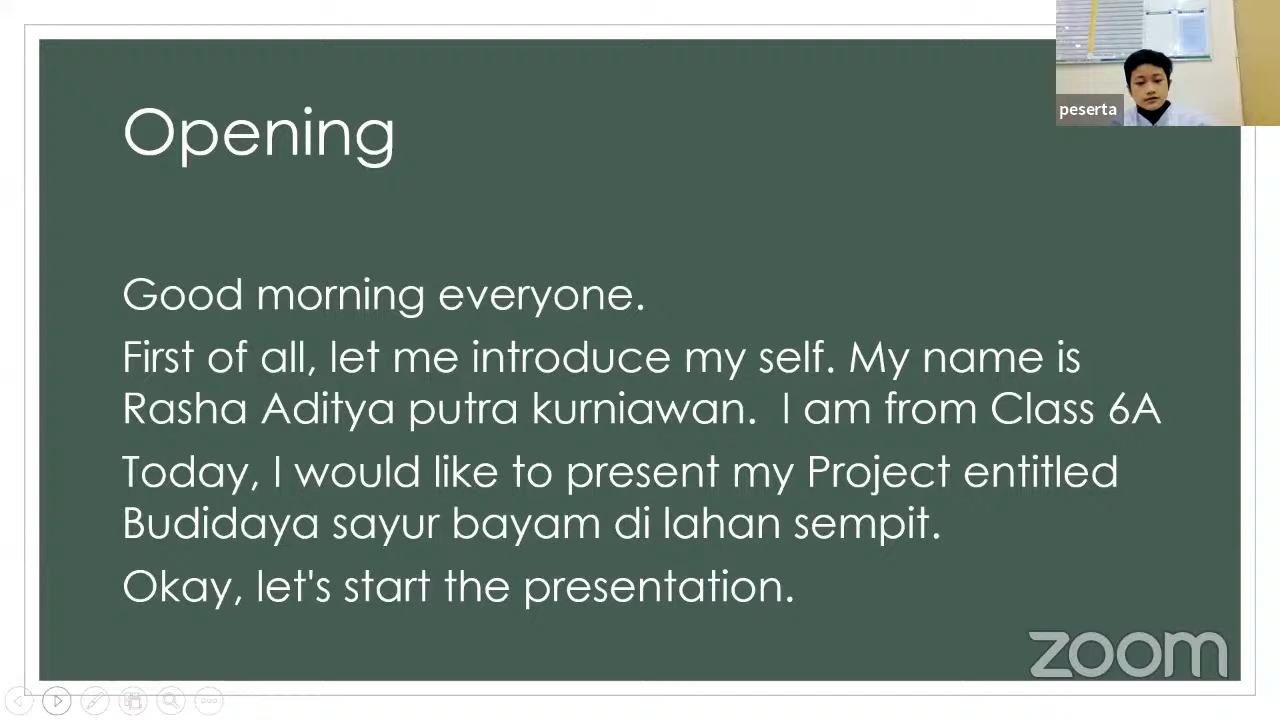 Opening
peserta
Good morning everyone.
First of all, let me introduce my self. My name is
Rasha Aditya putra kurniawan.  I am from Class 6A
Today, I would like to present my Project entitled
Budidaya sayur bayam di lahan sempit.
Okay, let's start the presentation.
zoom